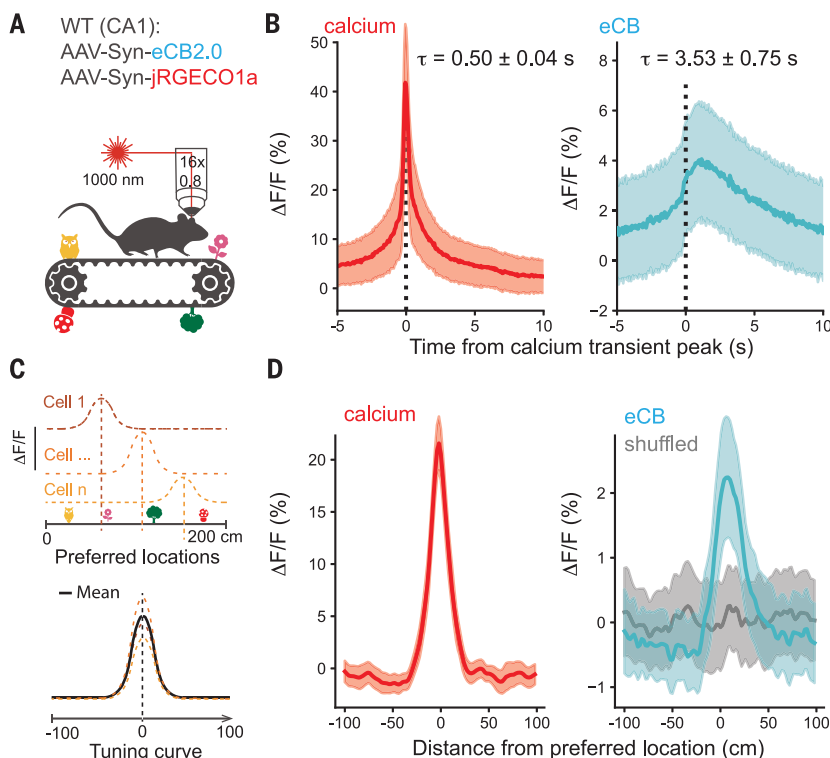 A
WT (CA1):
AAV-Syn-eCB2.0
AAV-Syn-jRGECO1a
1000 nm
16x
0.8
B
calcium
τ = 0.50 ± 0.04 s
ΔF/F (%)
50
40
30
20
10
0
-5 0 5 10
eCB
τ = 3.53 ± 0.75 s
ΔF/F (%)
8
6
4
2
0
−2
-5 0 5 10
Time from calcium transient peak (s)
C
Cell 1
Cell ...
Cell n
ΔF/F
0 200 cm
Preferred locations
Mean
-100 0 100
Tuning curve
D
calcium
ΔF/F (%)
20
15
10
5
0
-100 -50 0 50 100
eCB
shuffled
ΔF/F (%)
2
1
0
−1
-100 -50 0 50 100
Distance from preferred location (cm)